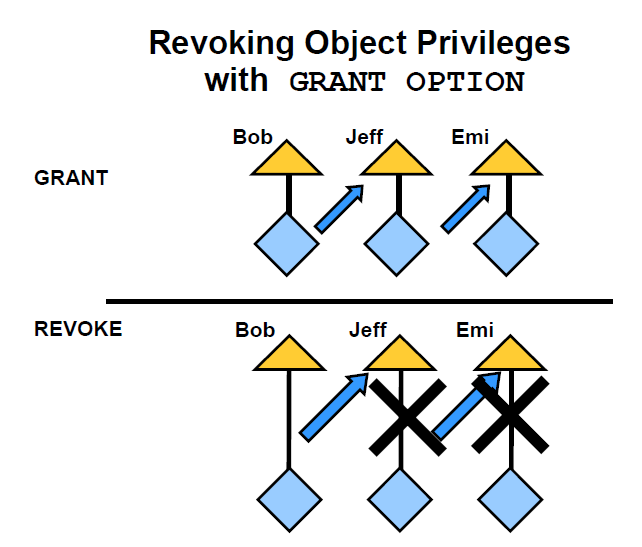 Revoking Object Privileges
with GRANT OPTION
Bob Jeff Emi
GRANT
REVOKE Bob Jeff Emi